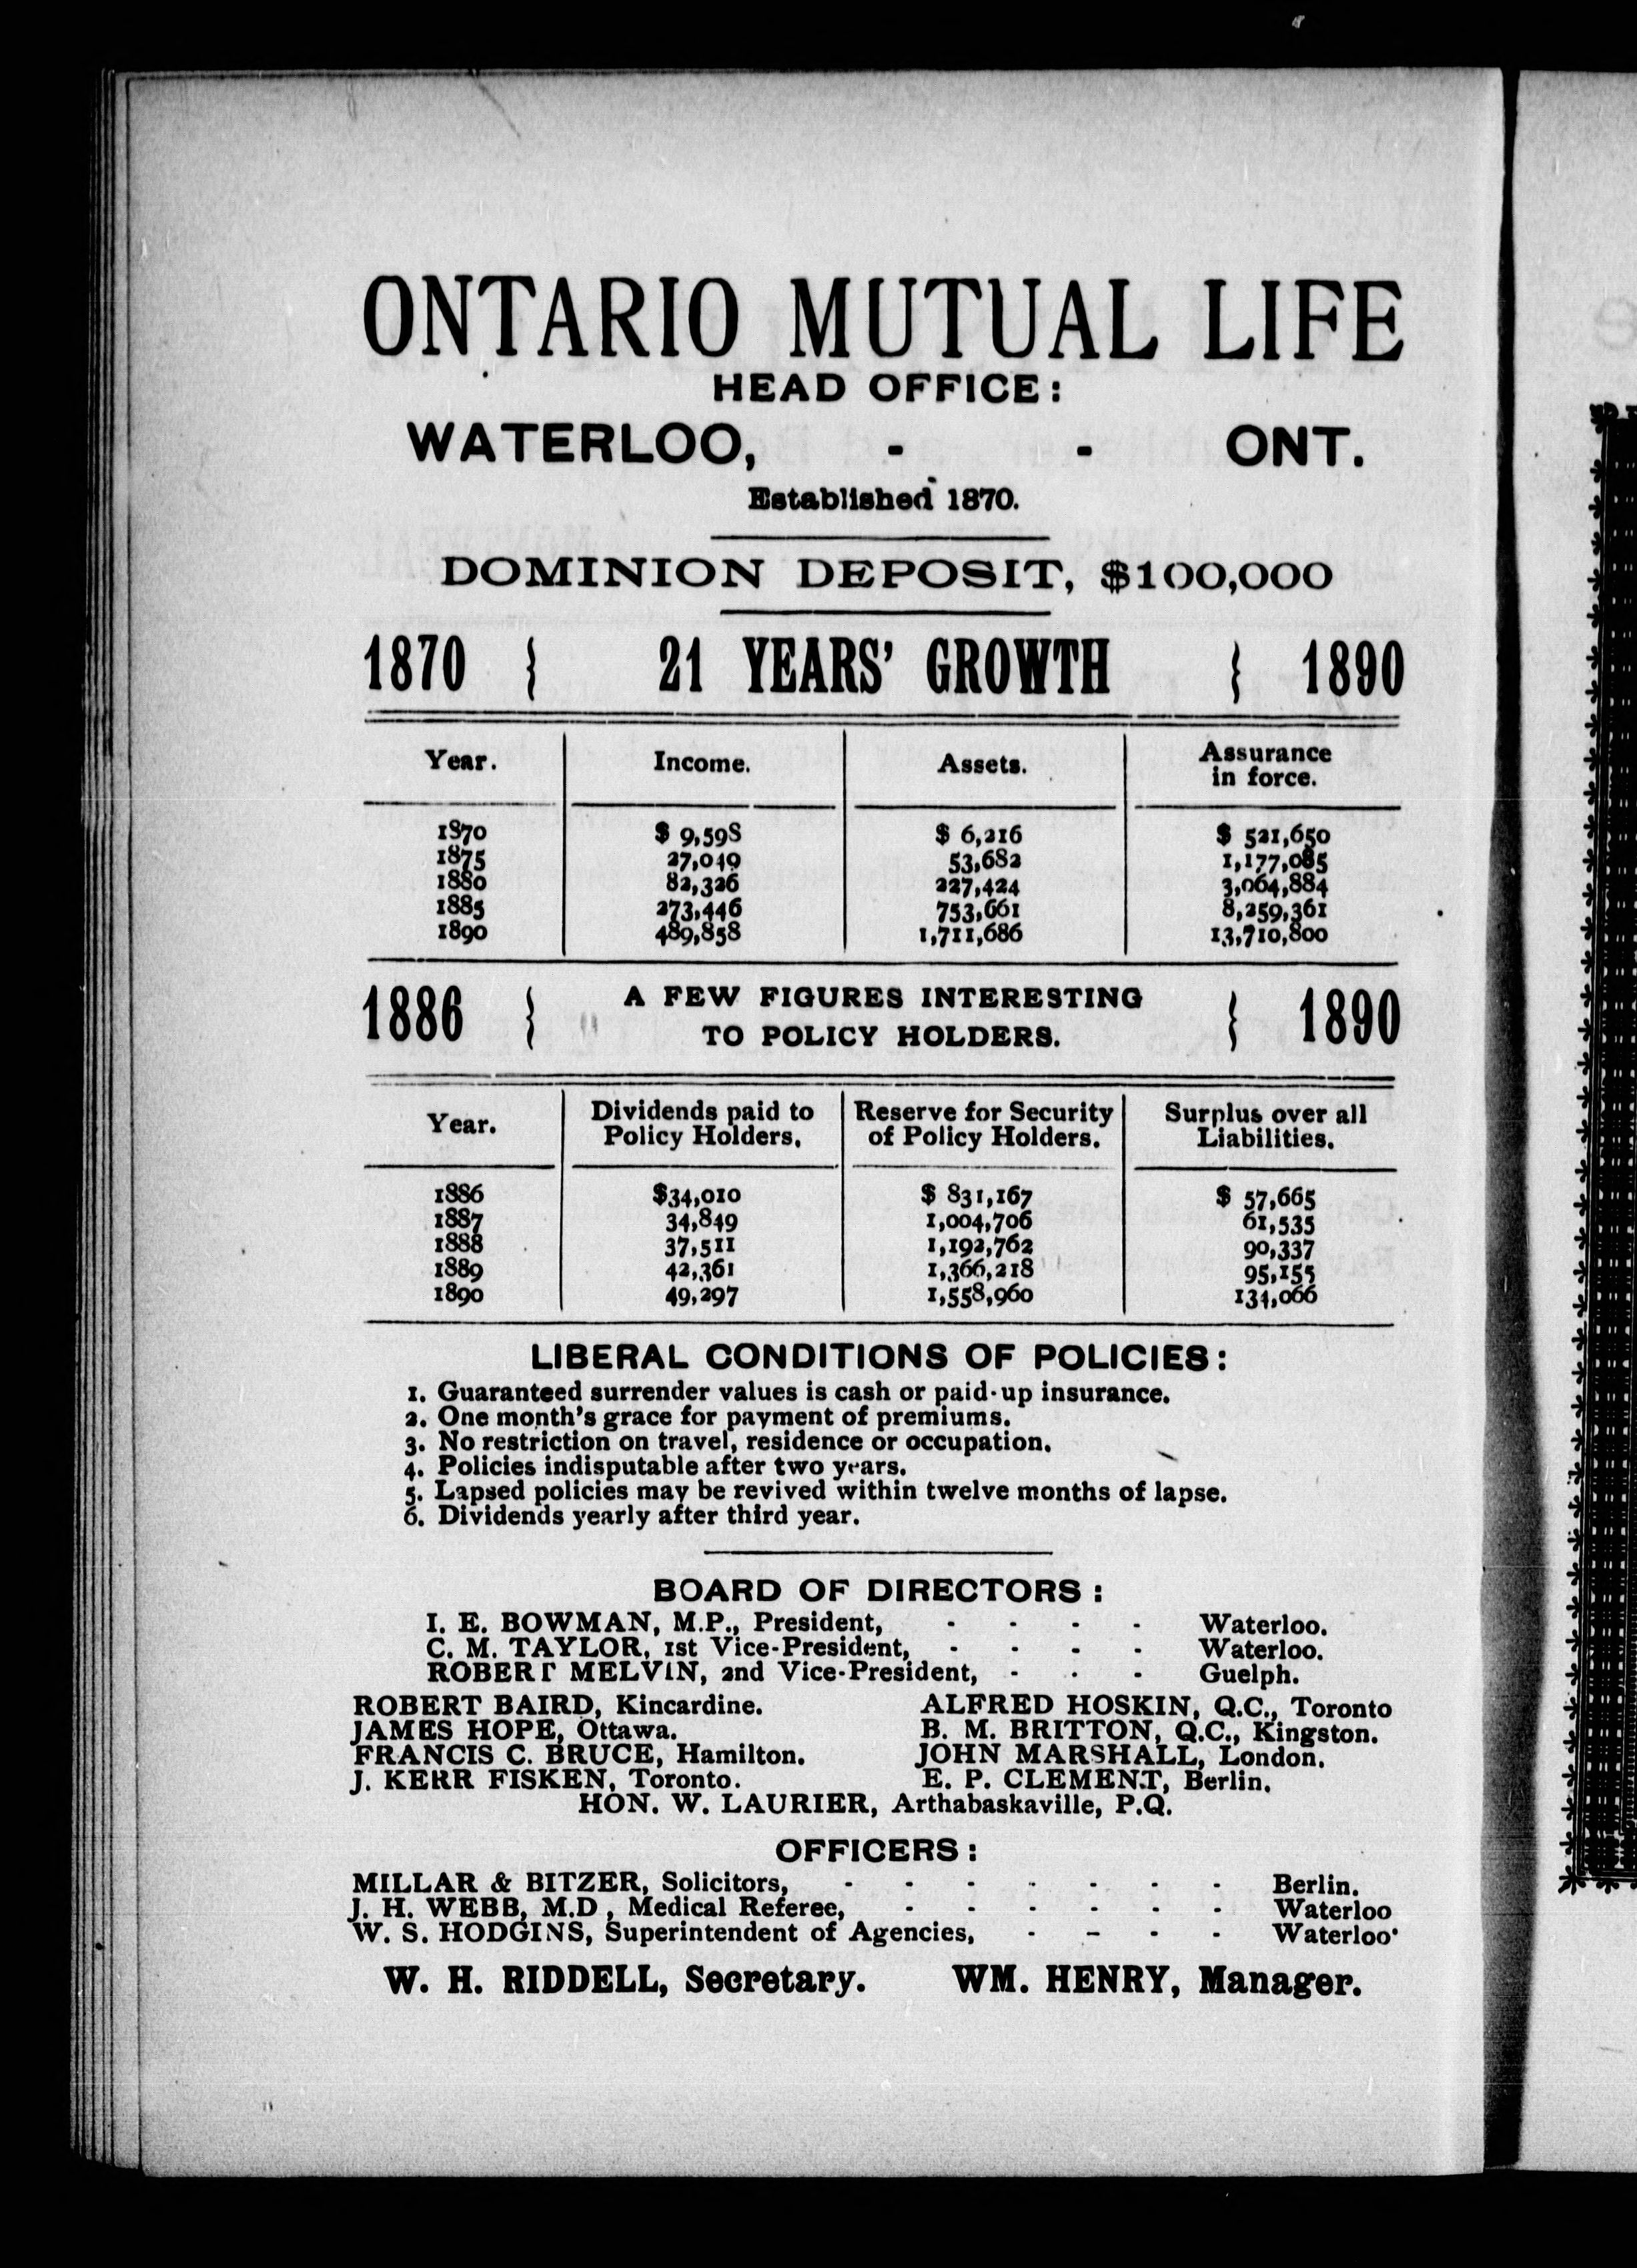 ONTARIO MUTUAL LIFE
HEAD OFFICE:
WATERLOO, - - ONT.
Established 1870.
DOMINION DEPOSIT, $100,000
1870 } 21 YEARS' GROWTH } 1890
Year. Income. Assets. Assurance in force.
1870 $ 9,598 $ 6,216 $ 521,650
1875 27,049 53,682 1,177,085
1880 82,326 227,424 3,064,884
1885 273,446 753,661 8,259,361
1890 489,858 1,711,686 13,710,800
1886 } A FEW FIGURES INTERESTING } 1890
TO POLICY HOLDERS.
Year. Dividends paid to Policy Holders. Reserve for Security of Policy Holders. Surplus over all Liabilities.
1886 $34,010 $ 831,167 $ 57,665
1887 34,849 1,004,706 61,535
1888 37,511 1,192,762 90,337
1889 42,361 1,366,218 95,155
1890 49,297 1,558,960 134,066
LIBERAL CONDITIONS OF POLICIES:
1. Guaranteed surrender values is cash or paid-up insurance.
2. One month's grace for payment of premiums.
3. No restriction on travel, residence or occupation.
4. Policies indisputable after two years.
5. Lapsed policies may be revived within twelve months of lapse.
6. Dividends yearly after third year.
BOARD OF DIRECTORS:
I. E. BOWMAN, M.P., President, - - - - Waterloo.
C. M. TAYLOR, 1st Vice-President, - - - - Waterloo.
ROBERT MELVIN, 2nd Vice-President, - - - Guelph.
ROBERT BAIRD, Kincardine. ALFRED HOSKIN, Q.C., Toronto
JAMES HOPE, Ottawa. B. M. BRITTON, Q.C., Kingston.
FRANCIS C. BRUCE, Hamilton. JOHN MARSHALL, London.
J. KERR FISKEN, Toronto. E. P. CLEMENT, Berlin.
HON. W. LAURIER, Arthabaskaville, P.Q.
OFFICERS:
MILLAR & BITZER, Solicitors, - - - - - - - Berlin.
J. H. WEBB, M.D, Medical Referee, - - - - - - Waterloo
W. S. HODGINS, Superintendent of Agencies, - - - - Waterloo.
W. H. RIDDELL, Secretary. WM. HENRY, Manager.